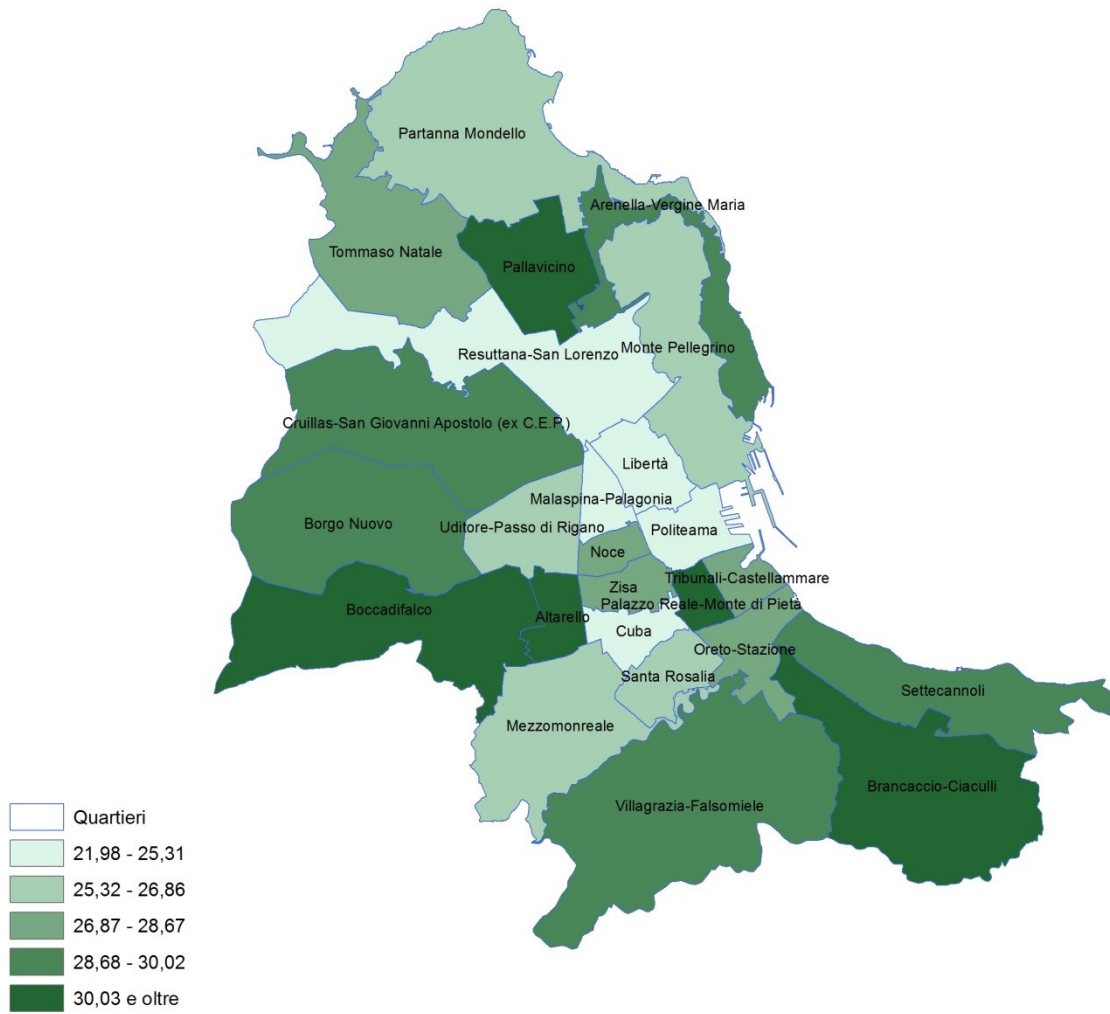 Partanna Mondello
Arenella-Vergine Maria
Tommaso Natale
Pallavicino
Resuttana-San Lorenzo
Monte Pellegrino
Cruillas-San Giovanni Apostolo (ex C.E.P.)
Libertà
Malaspina-Palagonia
Borgo Nuovo
Uditore-Passo di Rigano
Politeama
Noce
Tribunali-Castellammare
Zisa
Palazzo Reale-Monte di Pietà
Boccadifalco
Altarello
Cuba
Oreto-Stazione
Santa Rosalia
Settecannoli
Mezzomonreale
Brancaccio-Ciaculli
Villagrazia-Falsomiele
Quartieri
21,98 - 25,31
25,32 - 26,86
26,87 - 28,67
28,68 - 30,02
30,03 e oltre